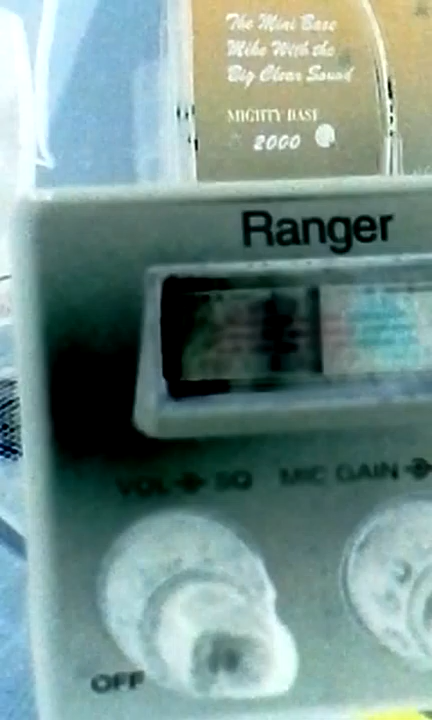 The Mini Base
Mike With the
Big Clear Sound
MIGHTY BASE
2000
Ranger
VOL SQ MIC GAIN
OFF